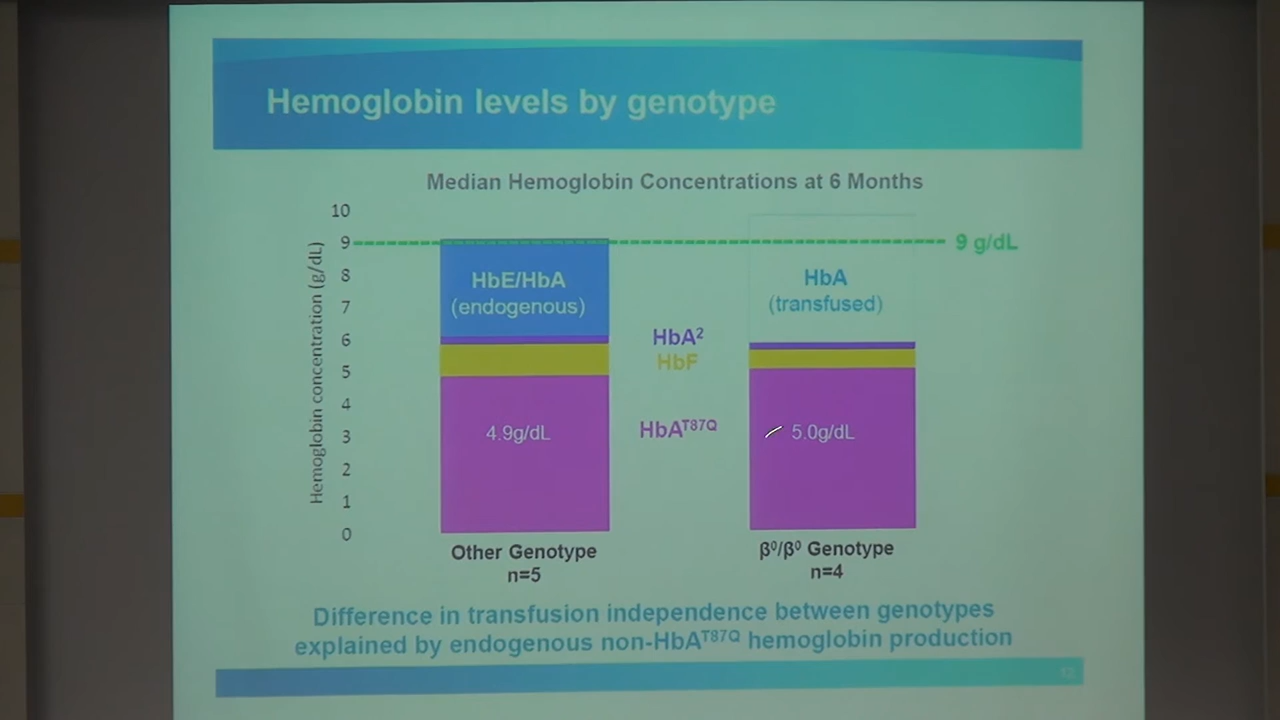 Hemoglobin levels by genotype
Median Hemoglobin Concentrations at 6 Months
Hemoglobin concentration (g/dL)
10
9
8
7
6
5
4
3
2
1
0
9 g/dL
HbE/HbA
(endogenous)
HbA
(transfused)
HbA²
HbF
HbAᵀ⁸⁷Q
4.9g/dL
5.0g/dL
Other Genotype
n=5
β⁰/β⁰ Genotype
n=4
Difference in transfusion independence between genotypes
explained by endogenous non-HbAᵀ⁸⁷Q hemoglobin production
12